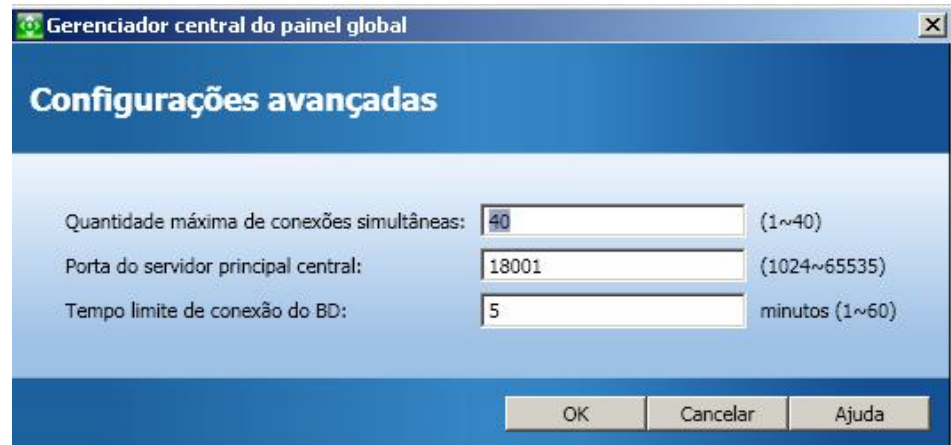 Gerenciador central do painel global
Configurações avançadas
Quantidade máxima de conexões simultâneas: 40 (1~40)
Porta do servidor principal central: 18001 (1024~65535)
Tempo limite de conexão do BD: 5 minutos (1~60)
OK Cancelar Ajuda